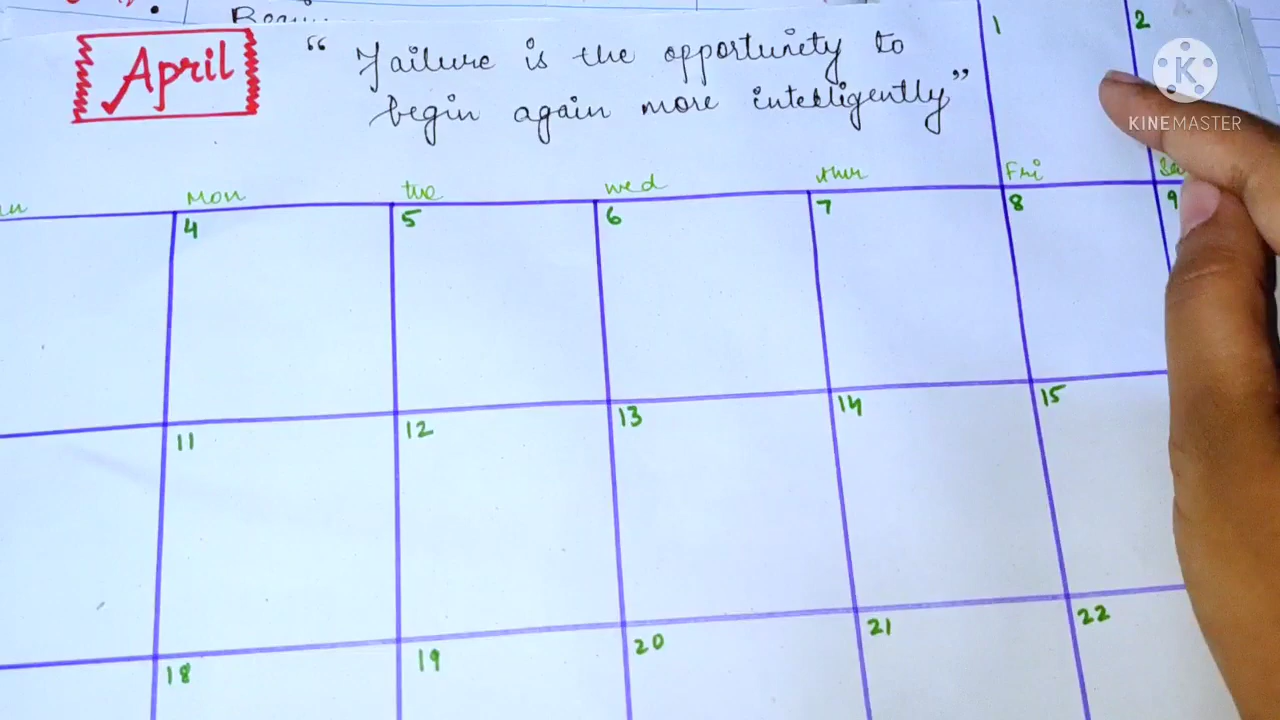 April
“ Failure is the opportunity to
begin again more intelligently”
1 2
KINEMASTER
Mon tue wed thur Fri
4 5 6 7 8 9
11 12 13 14 15
18 19 20 21 22